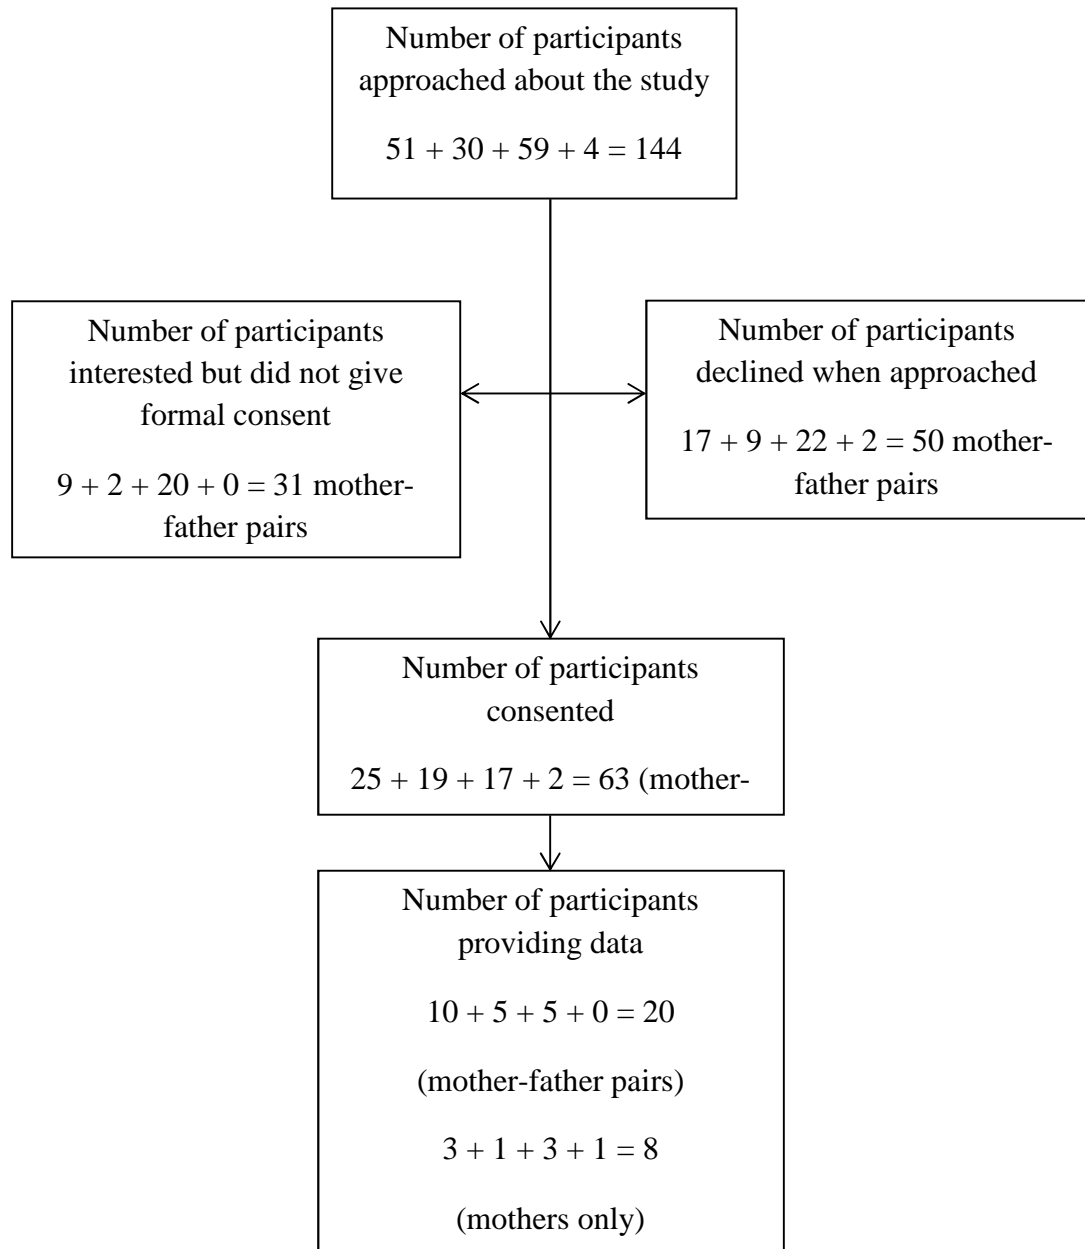 Number of participants
approached about the study
51 + 30 + 59 + 4 = 144
Number of participants
interested but did not give
formal consent
9 + 2 + 20 + 0 = 31 mother-
father pairs
Number of participants
declined when approached
17 + 9 + 22 + 2 = 50 mother-
father pairs
Number of participants
consented
25 + 19 + 17 + 2 = 63 (mother-
Number of participants
providing data
10 + 5 + 5 + 0 = 20
(mother-father pairs)
3 + 1 + 3 + 1 = 8
(mothers only)